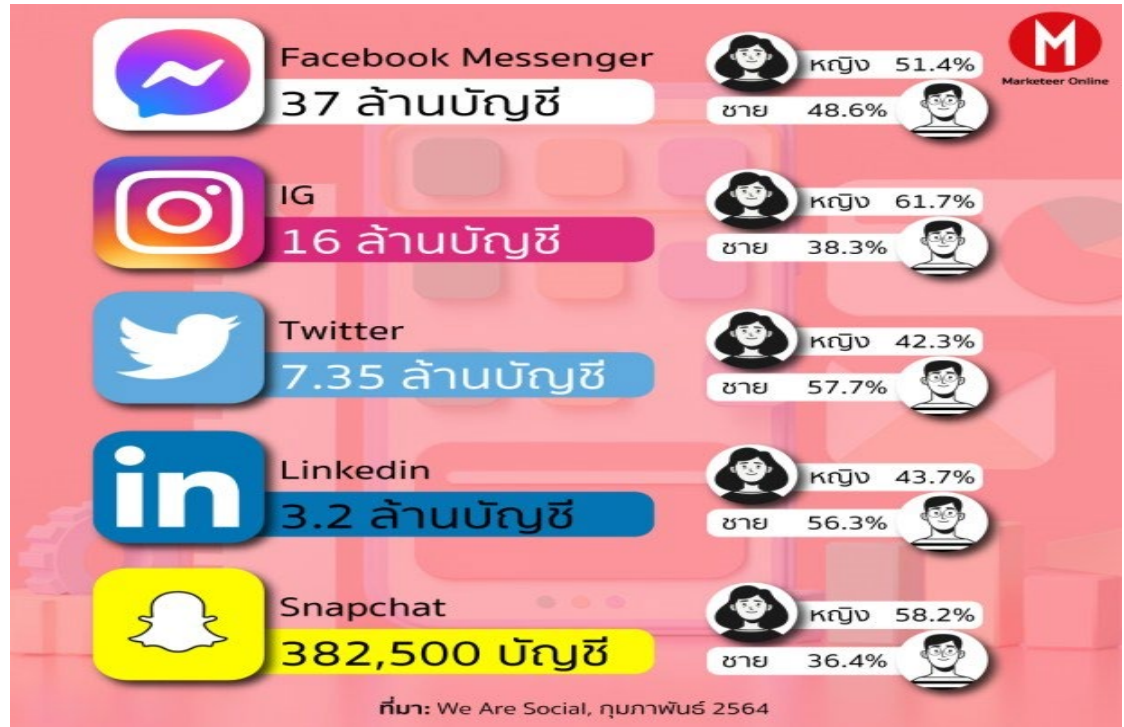 Facebook Messenger
37 ล้านบัญชี
หญิง 51.4%
ชาย 48.6%
M
Marketeer Online
IG
16 ล้านบัญชี
หญิง 61.7%
ชาย 38.3%
Twitter
7.35 ล้านบัญชี
หญิง 42.3%
ชาย 57.7%
in
Linkedin
3.2 ล้านบัญชี
หญิง 43.7%
ชาย 56.3%
Snapchat
382,500 บัญชี
หญิง 58.2%
ชาย 36.4%
ที่มา: We Are Social, กุมภาพันธ์ 2564